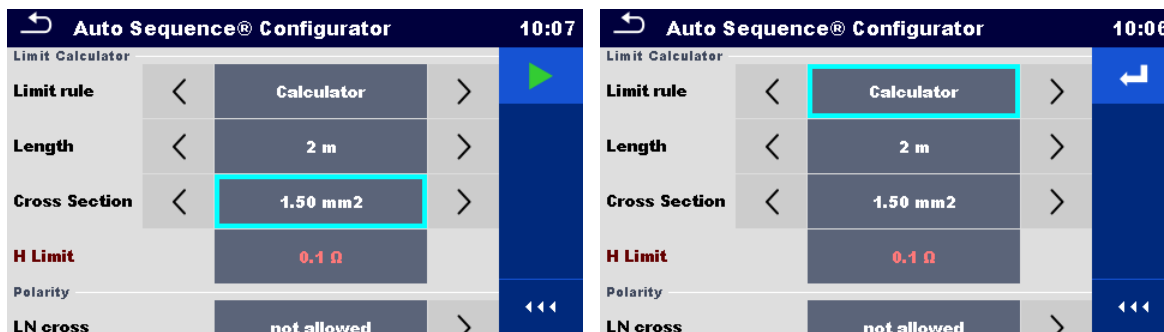 Auto Sequence® Configurator 10:07
Limit Calculator
Limit rule Calculator
Length 2 m
Cross Section 1.50 mm2
H Limit 0.1 Ω
Polarity
LN cross not allowed
Auto Sequence® Configurator 10:06
Limit Calculator
Limit rule Calculator
Length 2 m
Cross Section 1.50 mm2
H Limit 0.1 Ω
Polarity
LN cross not allowed